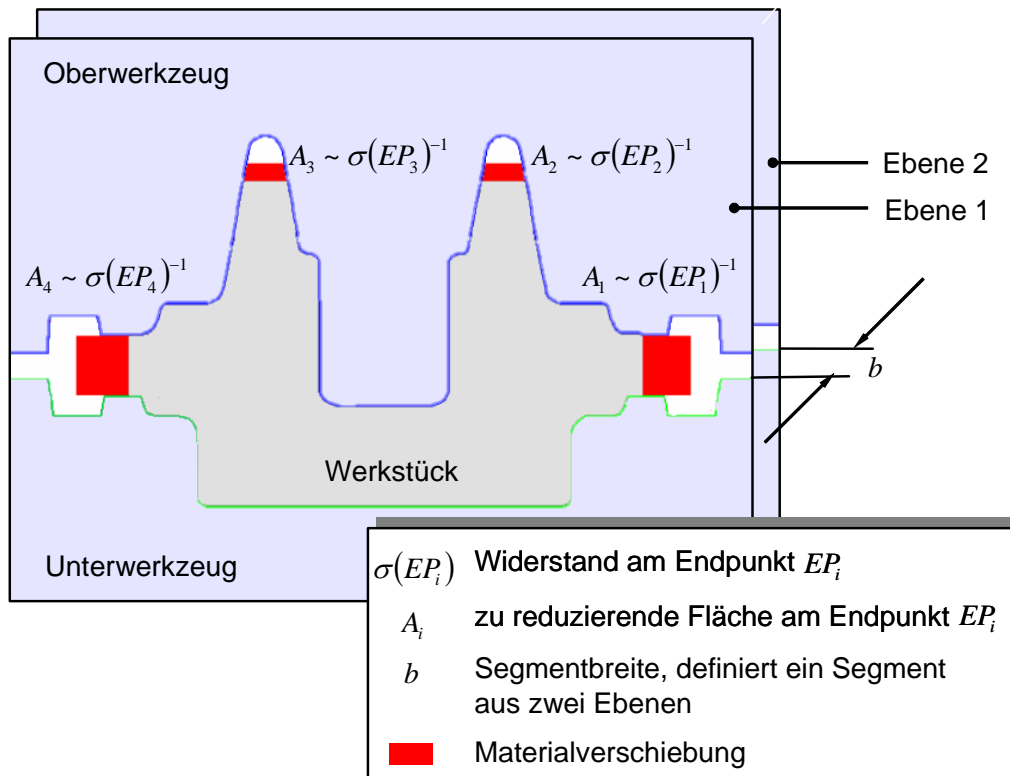 Oberwerkzeug
A₃ ~ σ(EP₃)⁻¹
A₂ ~ σ(EP₂)⁻¹
Ebene 2
Ebene 1
A₄ ~ σ(EP₄)⁻¹
A₁ ~ σ(EP₁)⁻¹
b
Werkstück
Unterwerkzeug
σ(EPᵢ) Widerstand am Endpunkt EPᵢ
Aᵢ zu reduzierende Fläche am Endpunkt EPᵢ
b Segmentbreite, definiert ein Segment
aus zwei Ebenen
Materialverschiebung